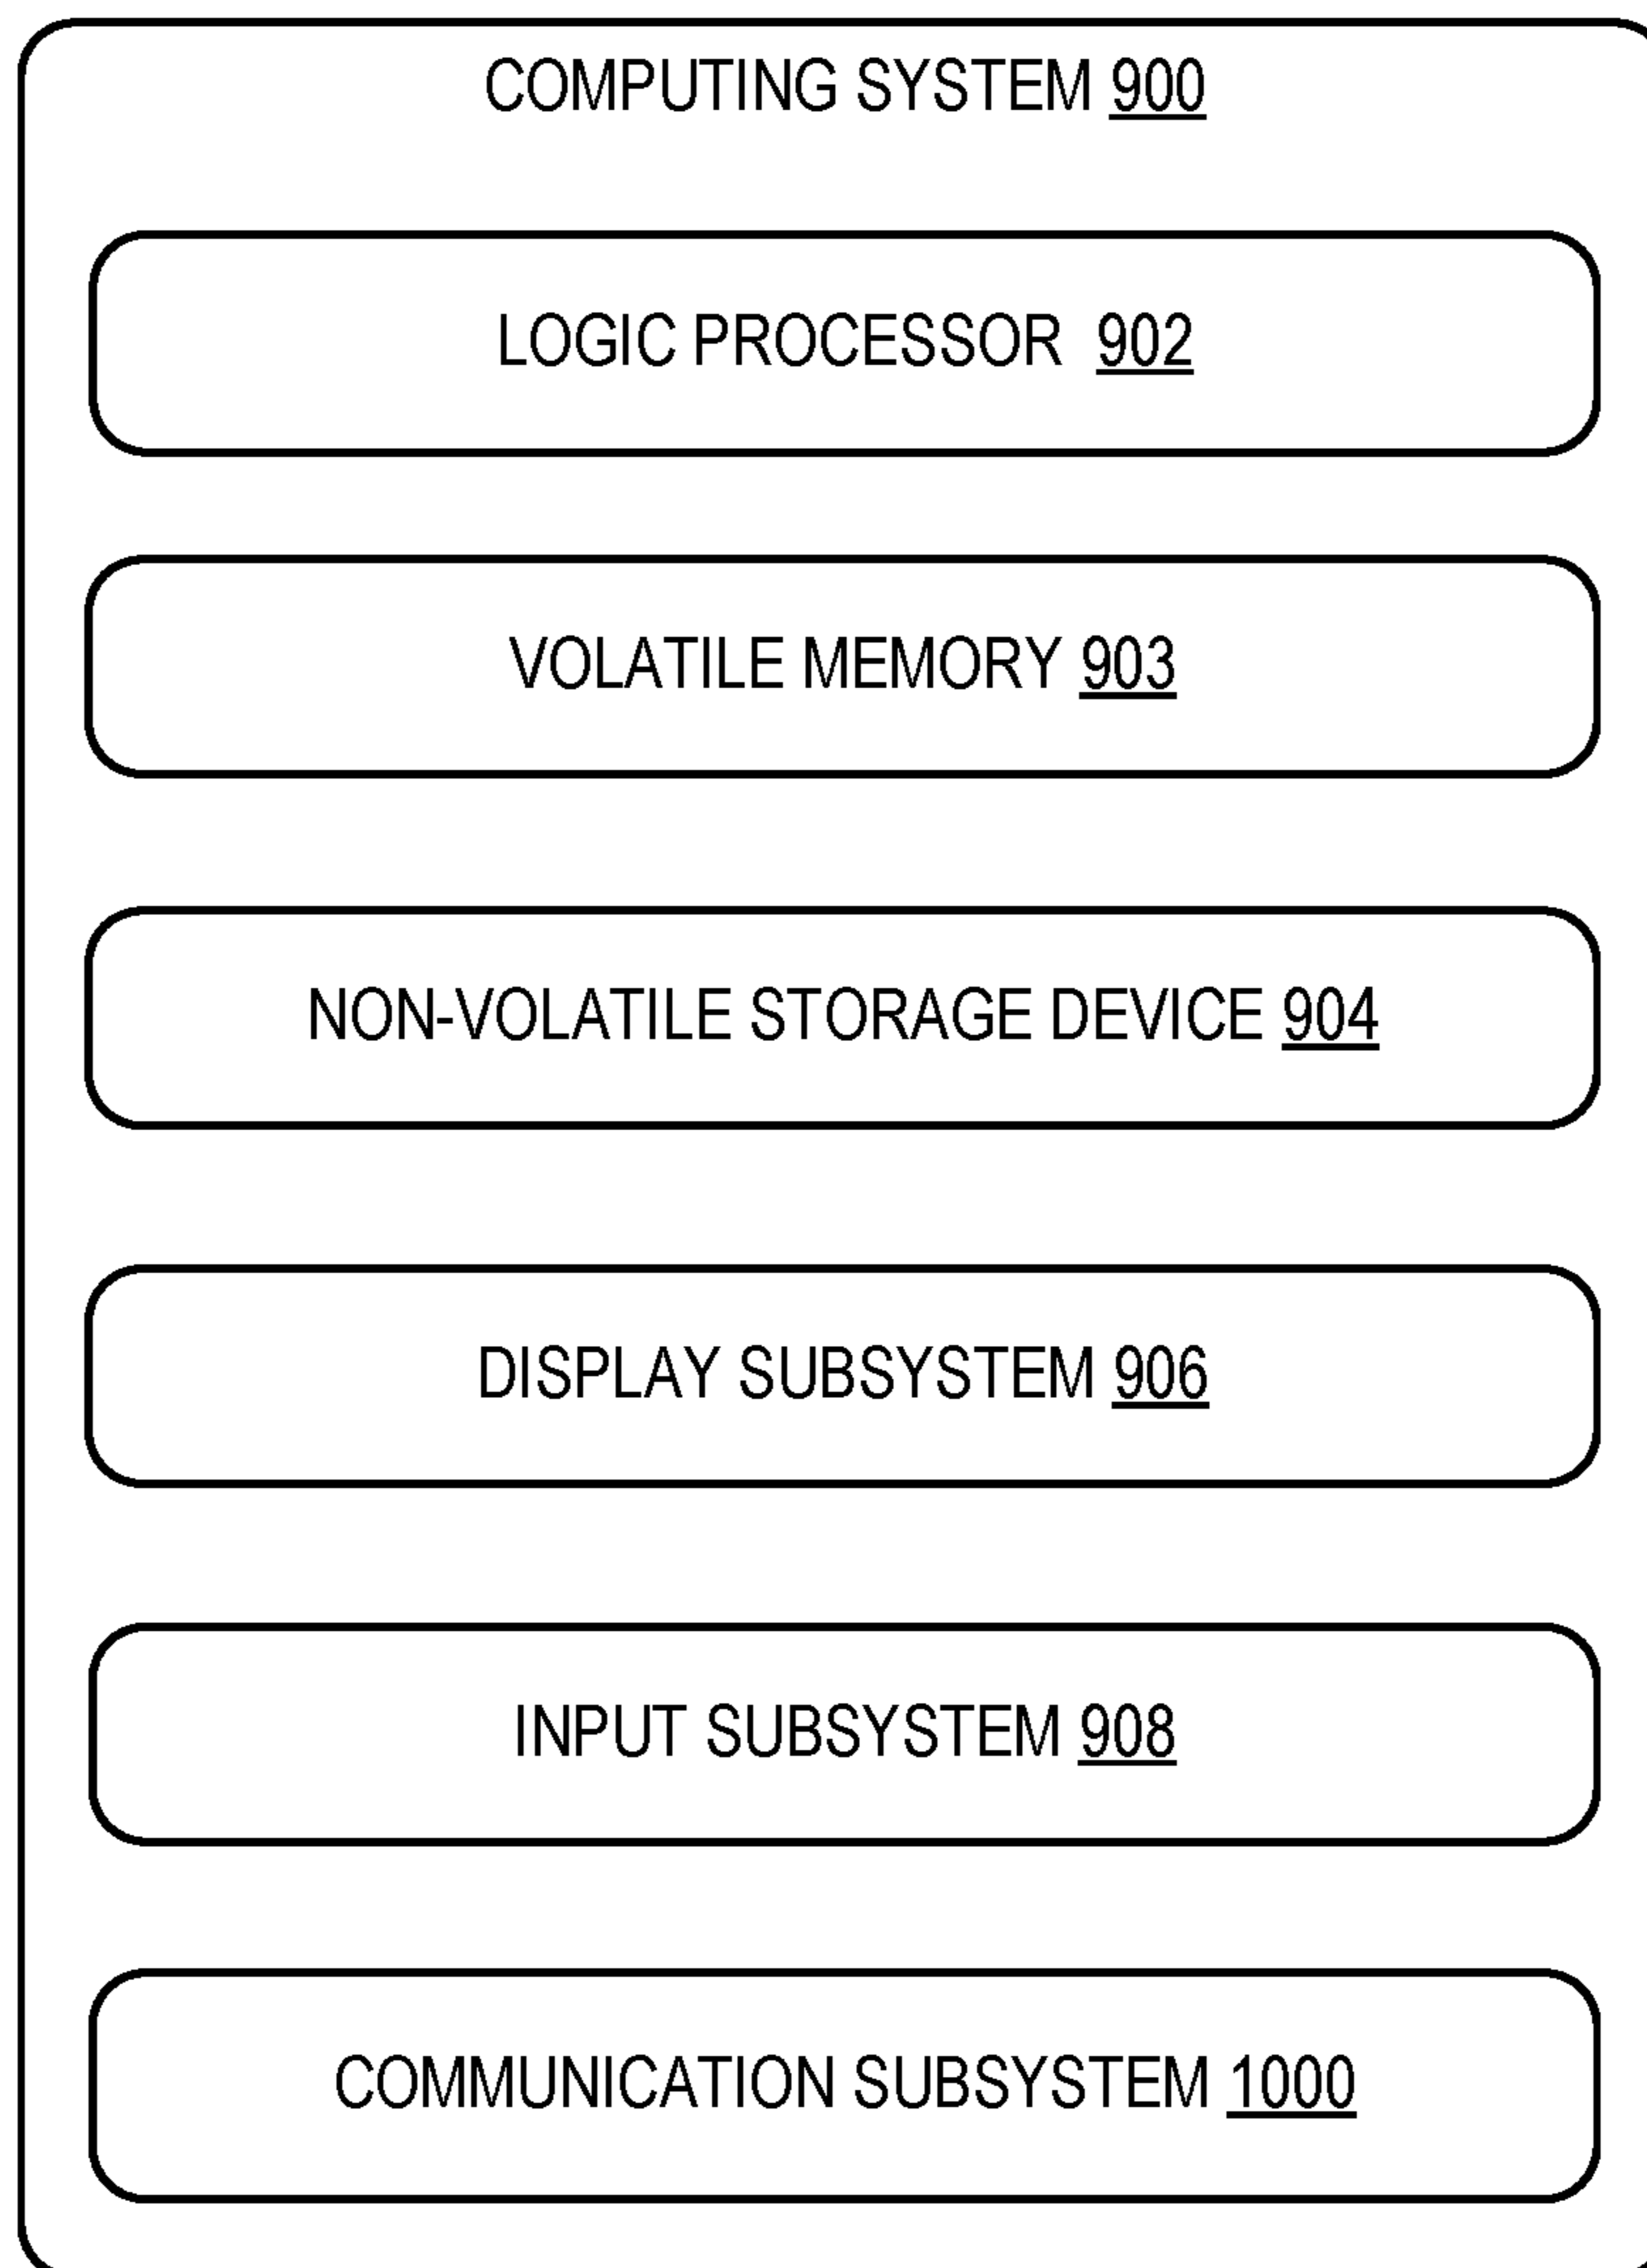 COMPUTING SYSTEM 900
LOGIC PROCESSOR 902
VOLATILE MEMORY 903
NON-VOLATILE STORAGE DEVICE 904
DISPLAY SUBSYSTEM 906
INPUT SUBSYSTEM 908
COMMUNICATION SUBSYSTEM 1000